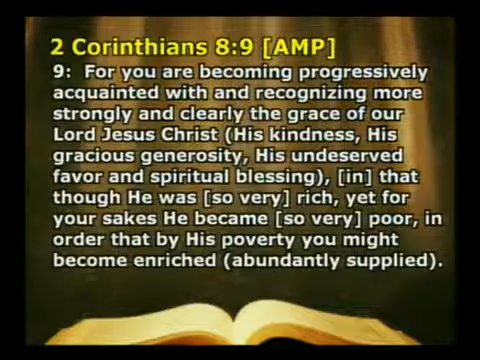 2 Corinthians 8:9 [AMP]
9:  For you are becoming progressively
acquainted with and recognizing more
strongly and clearly the grace of our
Lord Jesus Christ (His kindness, His
gracious generosity, His undeserved
favor and spiritual blessing), [in] that
though He was [so very] rich, yet for
your sakes He became [so very] poor, in
order that by His poverty you might
become enriched (abundantly supplied).